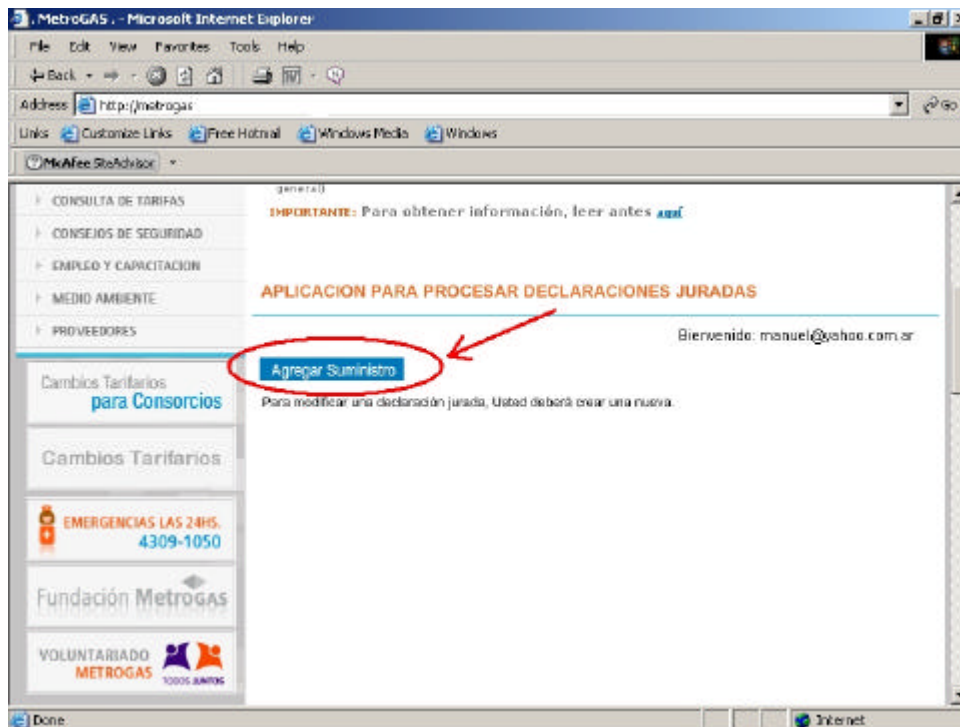 . MetroGAS . - Microsoft Internet Explorer
File Edit View Favorites Tools Help
Back
Address http://metrogas Go
Links Customize Links Free Hotmail Windows Media Windows
McAfee SiteAdvisor
CONSULTA DE TARIFAS
CONSEJOS DE SEGURIDAD
EMPLEO Y CAPACITACION
MEDIO AMBIENTE
PROVEEDORES
Cambios Tarifarios
para Consorcios
Cambios Tarifarios
EMERGENCIAS LAS 24HS.
4309-1050
Fundación MetroGAS
VOLUNTARIADO
METROGAS
TODOS JUNTOS
general)
IMPORTANTE: Para obtener información, leer antes aquí
APLICACION PARA PROCESAR DECLARACIONES JURADAS
Bienvenido: manuel@yahoo.com.ar
Agregar Suministro
Para modificar una declaración jurada, Usted deberá crear una nueva.
Done Internet